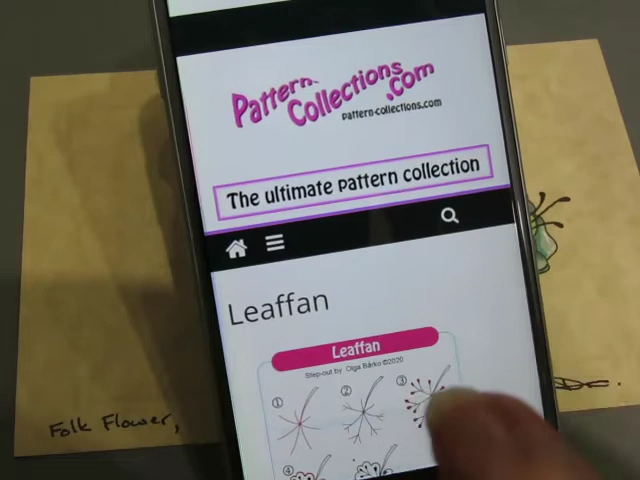 Pattern-
Collections
.com
pattern-collections.com
The ultimate pattern collection
Leaffan
Leaffan
Step-out by Olga Bårko ©2020
1 2 3
4
Folk Flower,